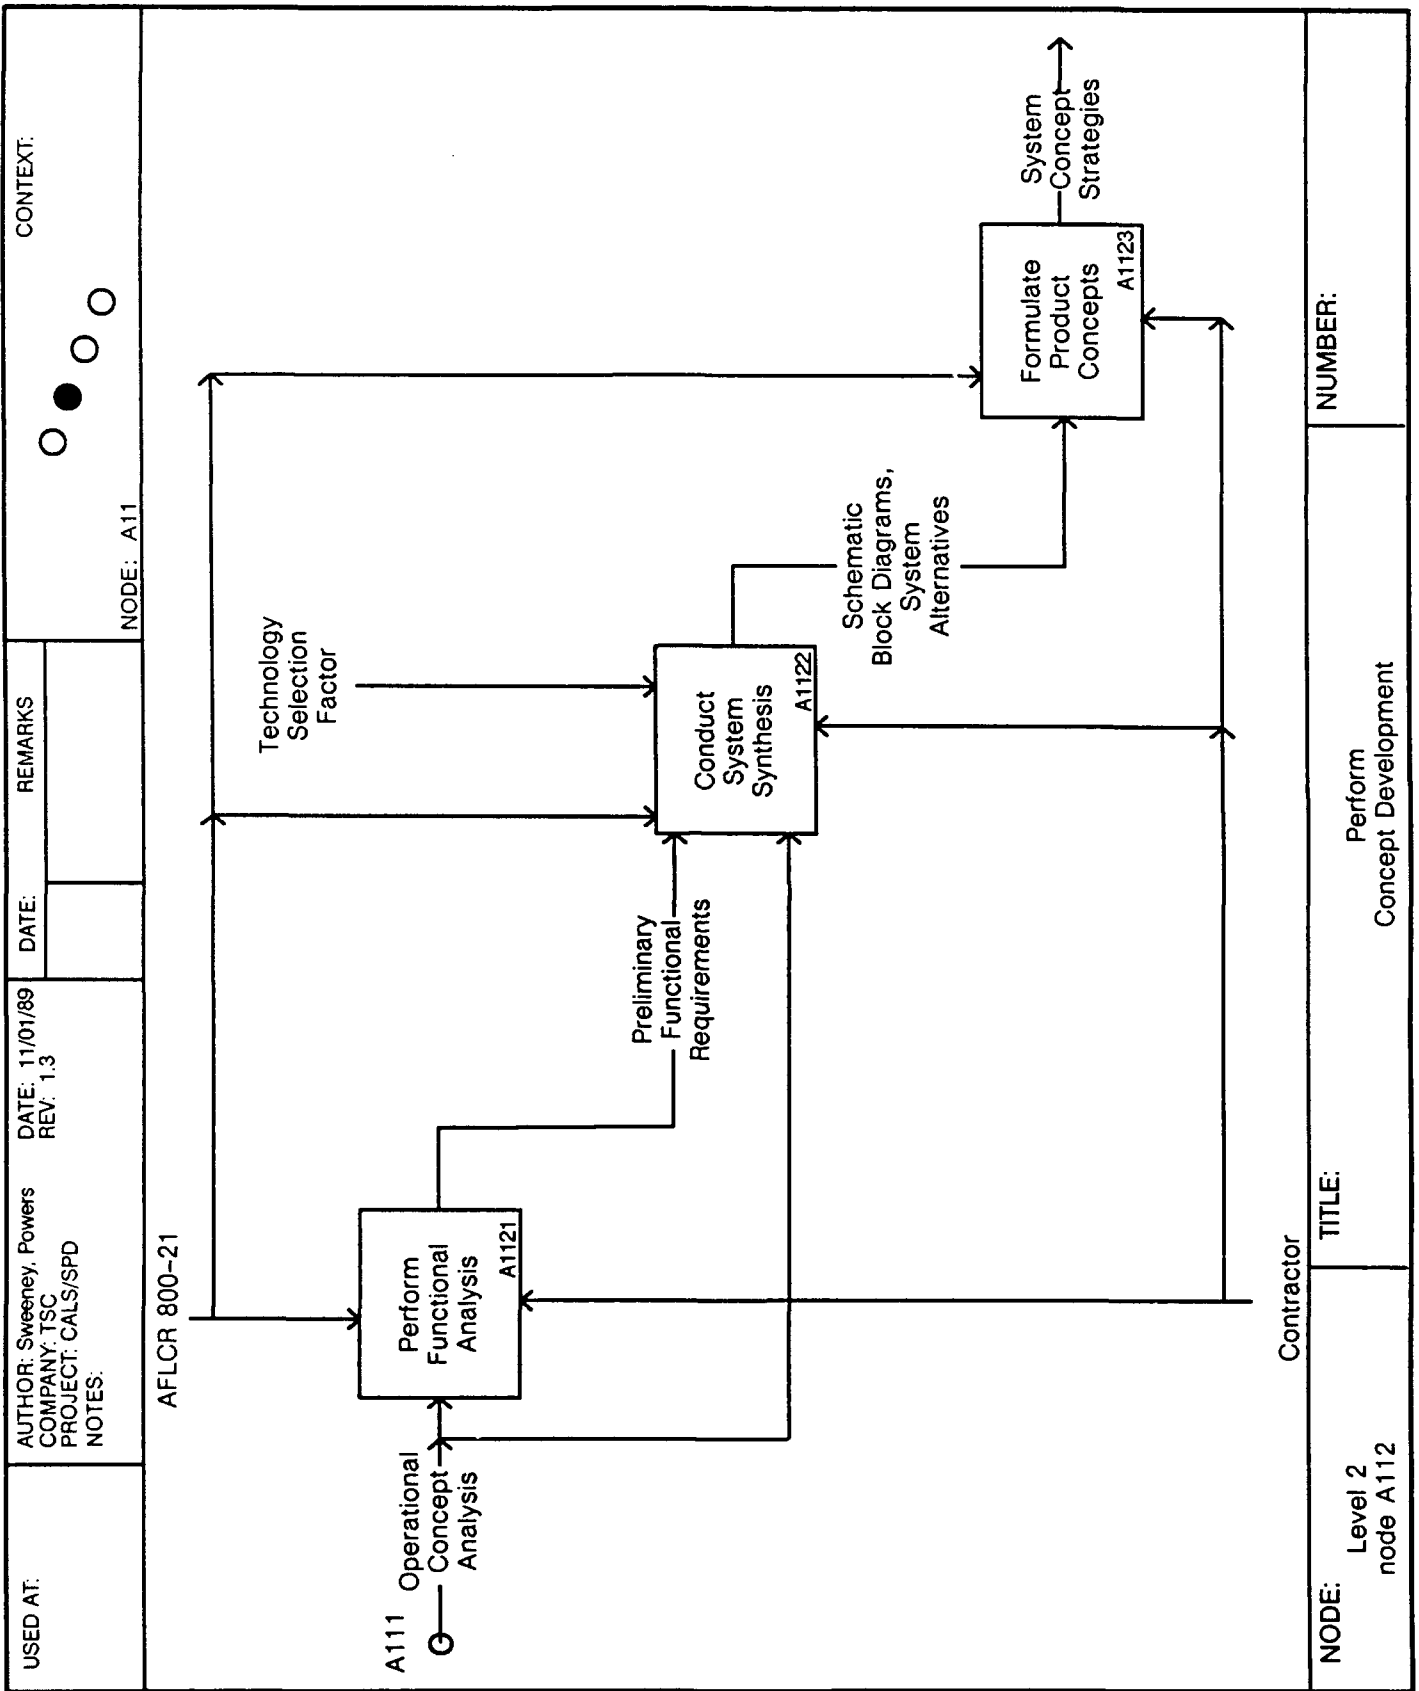 USED AT:
AUTHOR: Sweeney, Powers
COMPANY: TSC
PROJECT: CALS/SPD
NOTES:
DATE: 11/01/89
REV: 1.3
DATE:
REMARKS
CONTEXT:
NODE: A11
AFLCR 800-21
Technology
Selection
Factor
A111
Operational
Concept
Analysis
Perform
Functional
Analysis
A1121
Preliminary
Functional
Requirements
Conduct
System
Synthesis
A1122
Schematic
Block Diagrams,
System
Alternatives
Formulate
Product
Concepts
A1123
System
Concept
Strategies
Contractor
NODE:
Level 2
node A112
TITLE:
Perform
Concept Development
NUMBER: